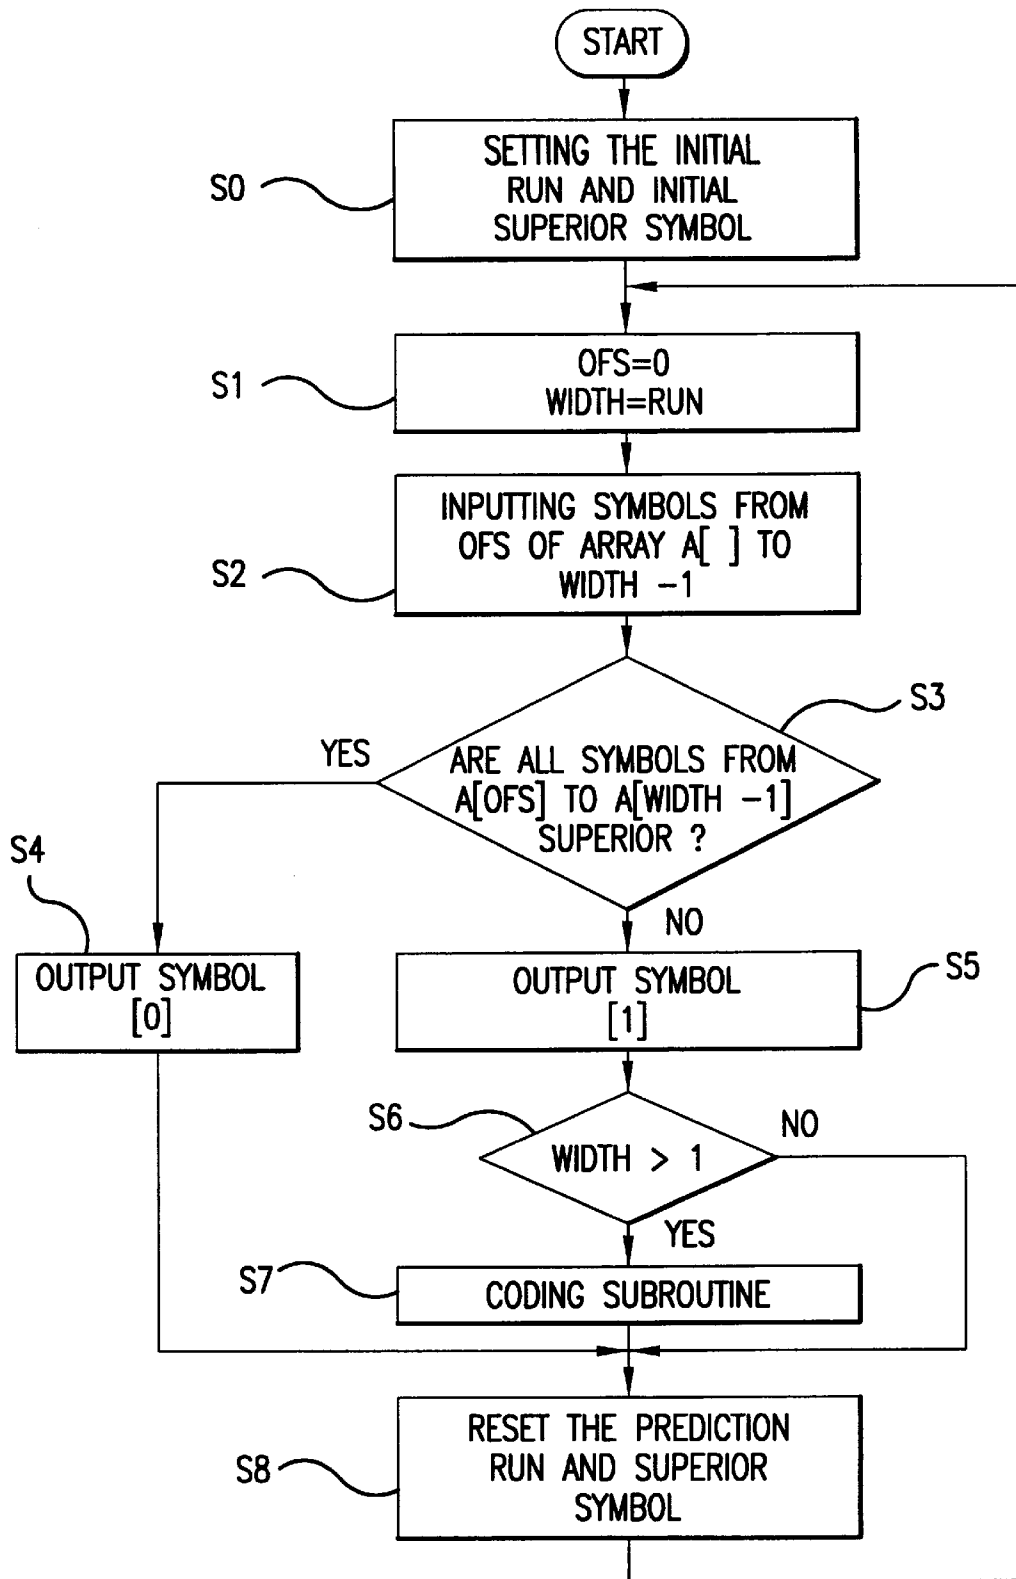 START
SETTING THE INITIAL
RUN AND INITIAL
SUPERIOR SYMBOL
S0
OFS=0
WIDTH=RUN
S1
INPUTTING SYMBOLS FROM
OFS OF ARRAY A[ ] TO
WIDTH -1
S2
S3
YES
ARE ALL SYMBOLS FROM
A[OFS] TO A[WIDTH -1]
SUPERIOR ?
S4
NO
OUTPUT SYMBOL
[0]
OUTPUT SYMBOL
[1]
S5
S6
WIDTH > 1
NO
YES
S7
CODING SUBROUTINE
RESET THE PREDICTION
RUN AND SUPERIOR
SYMBOL
S8